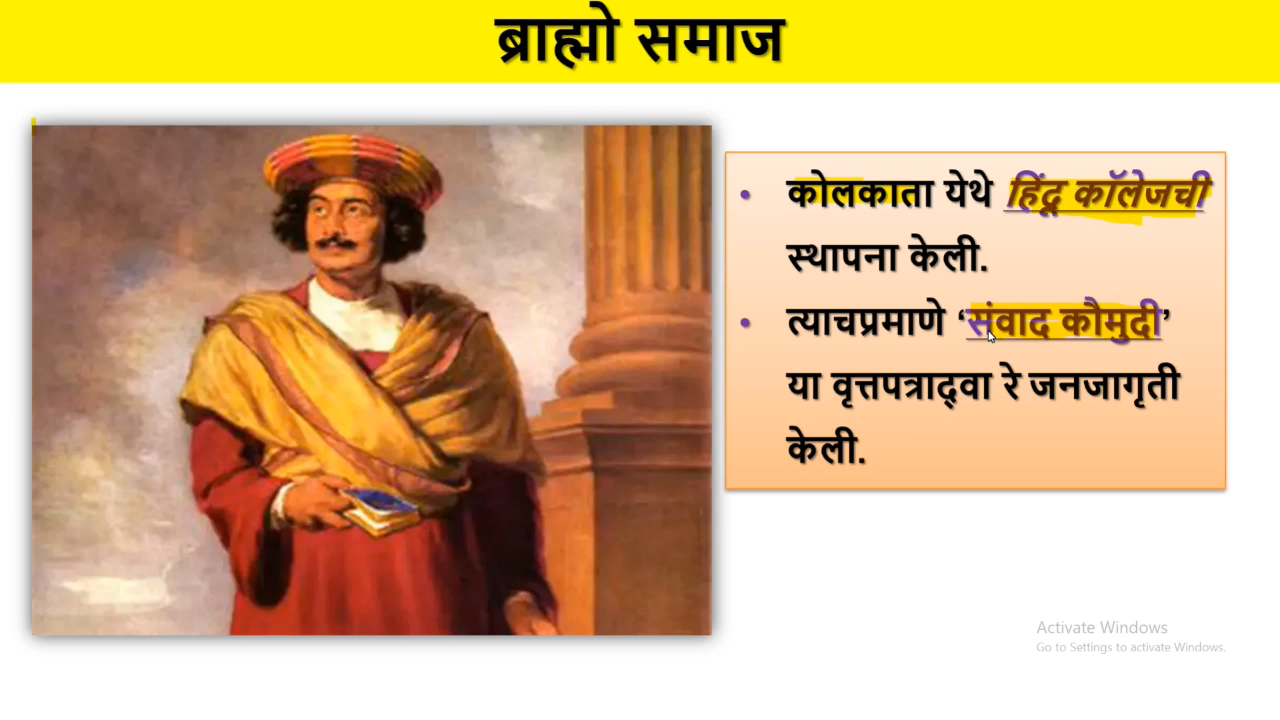 ब्राह्मो समाज
• कोलकाता येथे हिंदू कॉलेजची
स्थापना केली.
• त्याचप्रमाणे ‘संवाद कौमुदी’
या वृत्तपत्राद्‌वा रे जनजागृती
केली.
Activate Windows
Go to Settings to activate Windows.